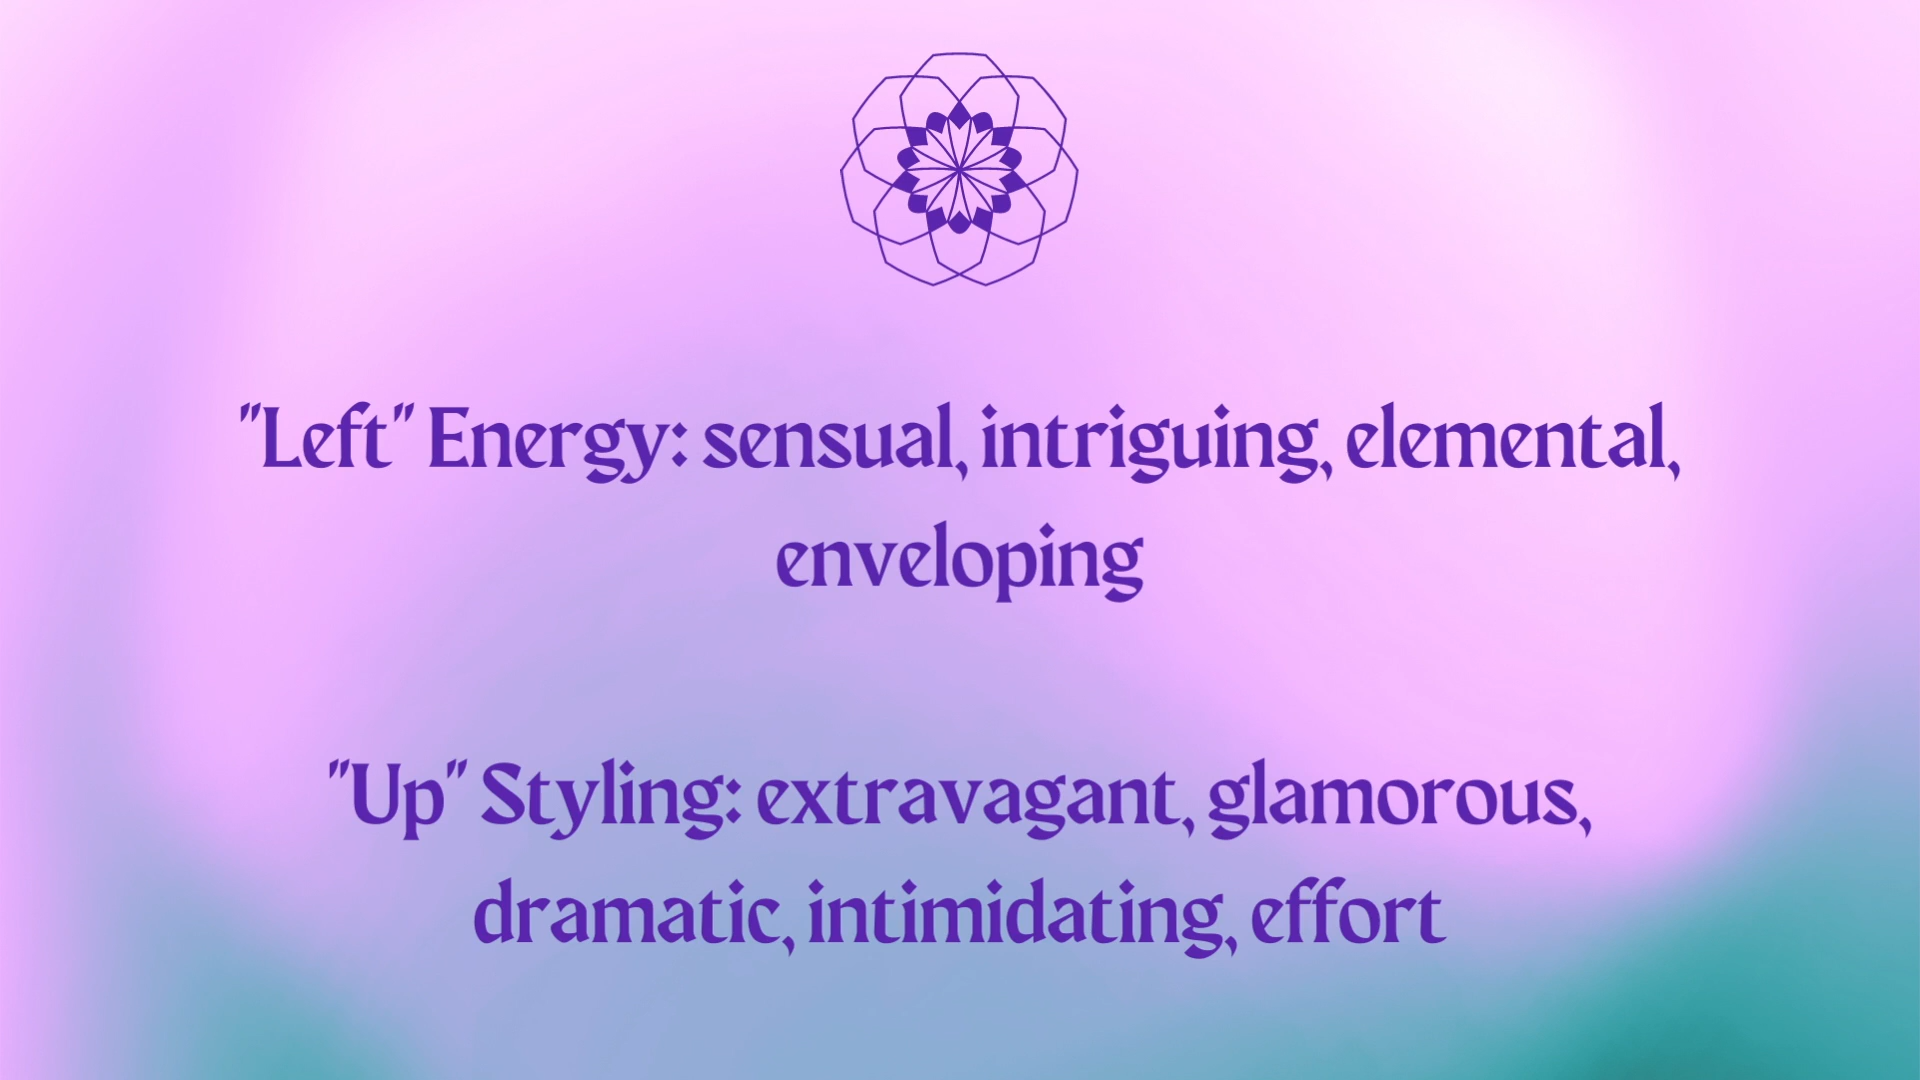 "Left" Energy: sensual, intriguing, elemental,
enveloping
"Up" Styling: extravagant, glamorous,
dramatic, intimidating, effort